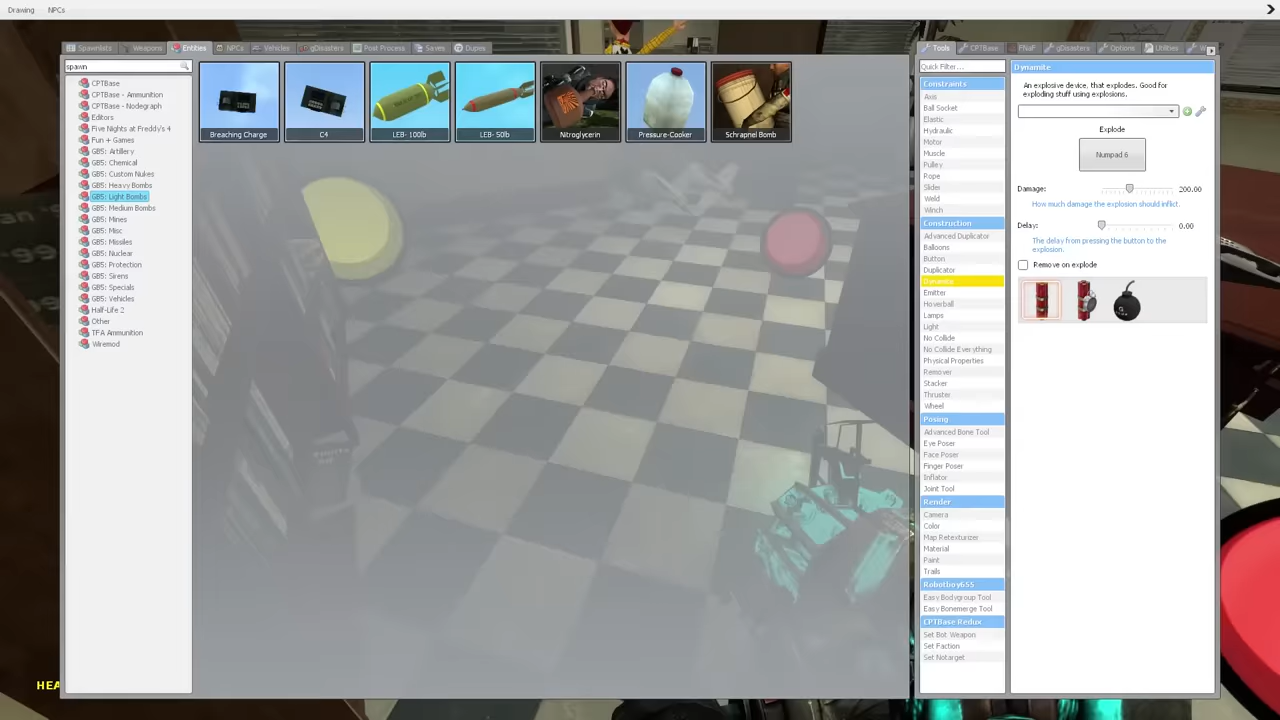 Drawing NPCs
Spawnlists Weapons Entities NPCs Vehicles gDisasters Post Process Saves Dupes
spawn
CPTBase
CPTBase - Ammunition
CPTBase - Nodegraph
Editors
Five Nights at Freddy's 4
Fun + Games
GB5: Artillery
GB5: Chemical
GB5: Custom Nukes
GB5: Heavy Bombs
GB5: Light Bombs
GB5: Medium Bombs
GB5: Mines
GB5: Misc
GB5: Missiles
GB5: Nuclear
GB5: Protection
GB5: Sirens
GB5: Specials
GB5: Vehicles
Half-Life 2
Other
TFA Ammunition
Wiremod
Breaching Charge C4 LEB- 100lb LEB- 50lb Nitroglycerin Pressure-Cooker Schrapnel Bomb
HEA
Tools CPTBase FNaF gDisasters Options Utilities W
Quick Filter...
Constraints
Axis
Ball Socket
Elastic
Hydraulic
Motor
Muscle
Pulley
Rope
Slider
Weld
Winch
Construction
Advanced Duplicator
Balloons
Button
Duplicator
Dynamite
Emitter
Hoverball
Lamps
Light
No Collide
No Collide Everything
Physical Properties
Remover
Stacker
Thruster
Wheel
Posing
Advanced Bone Tool
Eye Poser
Face Poser
Finger Poser
Inflator
Joint Tool
Render
Camera
Color
Map Retexturizer
Material
Paint
Trails
Robotboy655
Easy Bodygroup Tool
Easy Bonemerge Tool
CPTBase Redux
Set Bot Weapon
Set Faction
Set Notarget
Dynamite
An explosive device, that explodes. Good for
exploding stuff using explosions.
Explode
Numpad 6
Damage: 200.00
How much damage the explosion should inflict.
Delay: 0.00
The delay from pressing the button to the
explosion.
Remove on explode